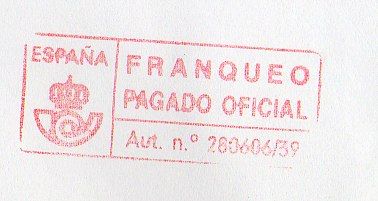 ESPAÑA
FRANQUEO
PAGADO OFICIAL
Aut. n.º 280606/39